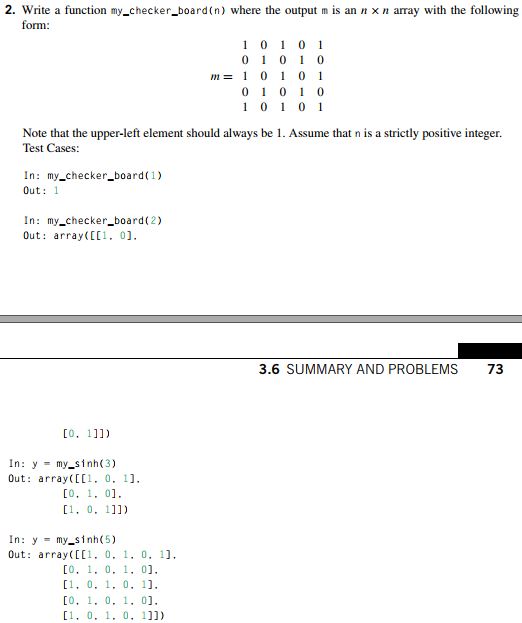 2. Write a function my_checker_board(n) where the output m is an n × n array with the following
form:
1 0 1 0 1
0 1 0 1 0
m = 1 0 1 0 1
0 1 0 1 0
1 0 1 0 1
Note that the upper-left element should always be 1. Assume that n is a strictly positive integer.
Test Cases:
In: my_checker_board(1)
Out: 1
In: my_checker_board(2)
Out: array([[1, 0],
3.6 SUMMARY AND PROBLEMS 73
[0, 1]])
In: y = my_sinh(3)
Out: array([[1, 0, 1],
[0, 1, 0],
[1, 0, 1]])
In: y = my_sinh(5)
Out: array([[1, 0, 1, 0, 1],
[0, 1, 0, 1, 0],
[1, 0, 1, 0, 1],
[0, 1, 0, 1, 0],
[1, 0, 1, 0, 1]])